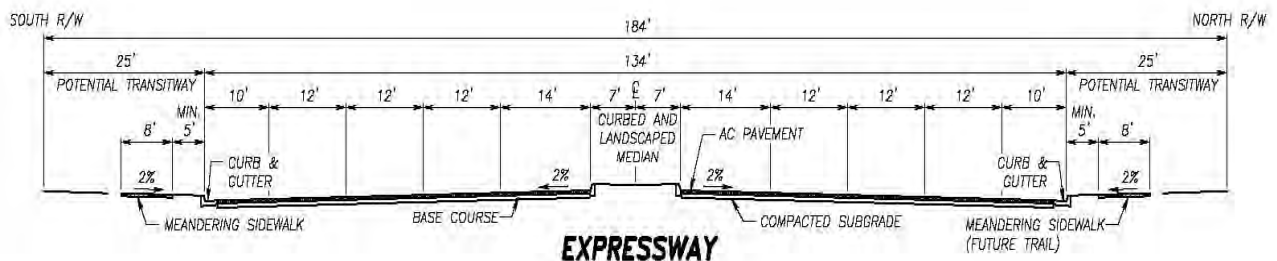 SOUTH R/W
NORTH R/W
184'
25'
134'
25'
POTENTIAL TRANSITWAY
POTENTIAL TRANSITWAY
10'
12'
12'
12'
14'
7'
℄
7'
14'
12'
12'
12'
10'
MIN.
5'
8'
CURBED AND
LANDSCAPED
MEDIAN
MIN.
5'
8'
AC PAVEMENT
CURB &
GUTTER
CURB &
GUTTER
2%
2%
2%
2%
MEANDERING SIDEWALK
BASE COURSE
COMPACTED SUBGRADE
MEANDERING SIDEWALK
(FUTURE TRAIL)
EXPRESSWAY